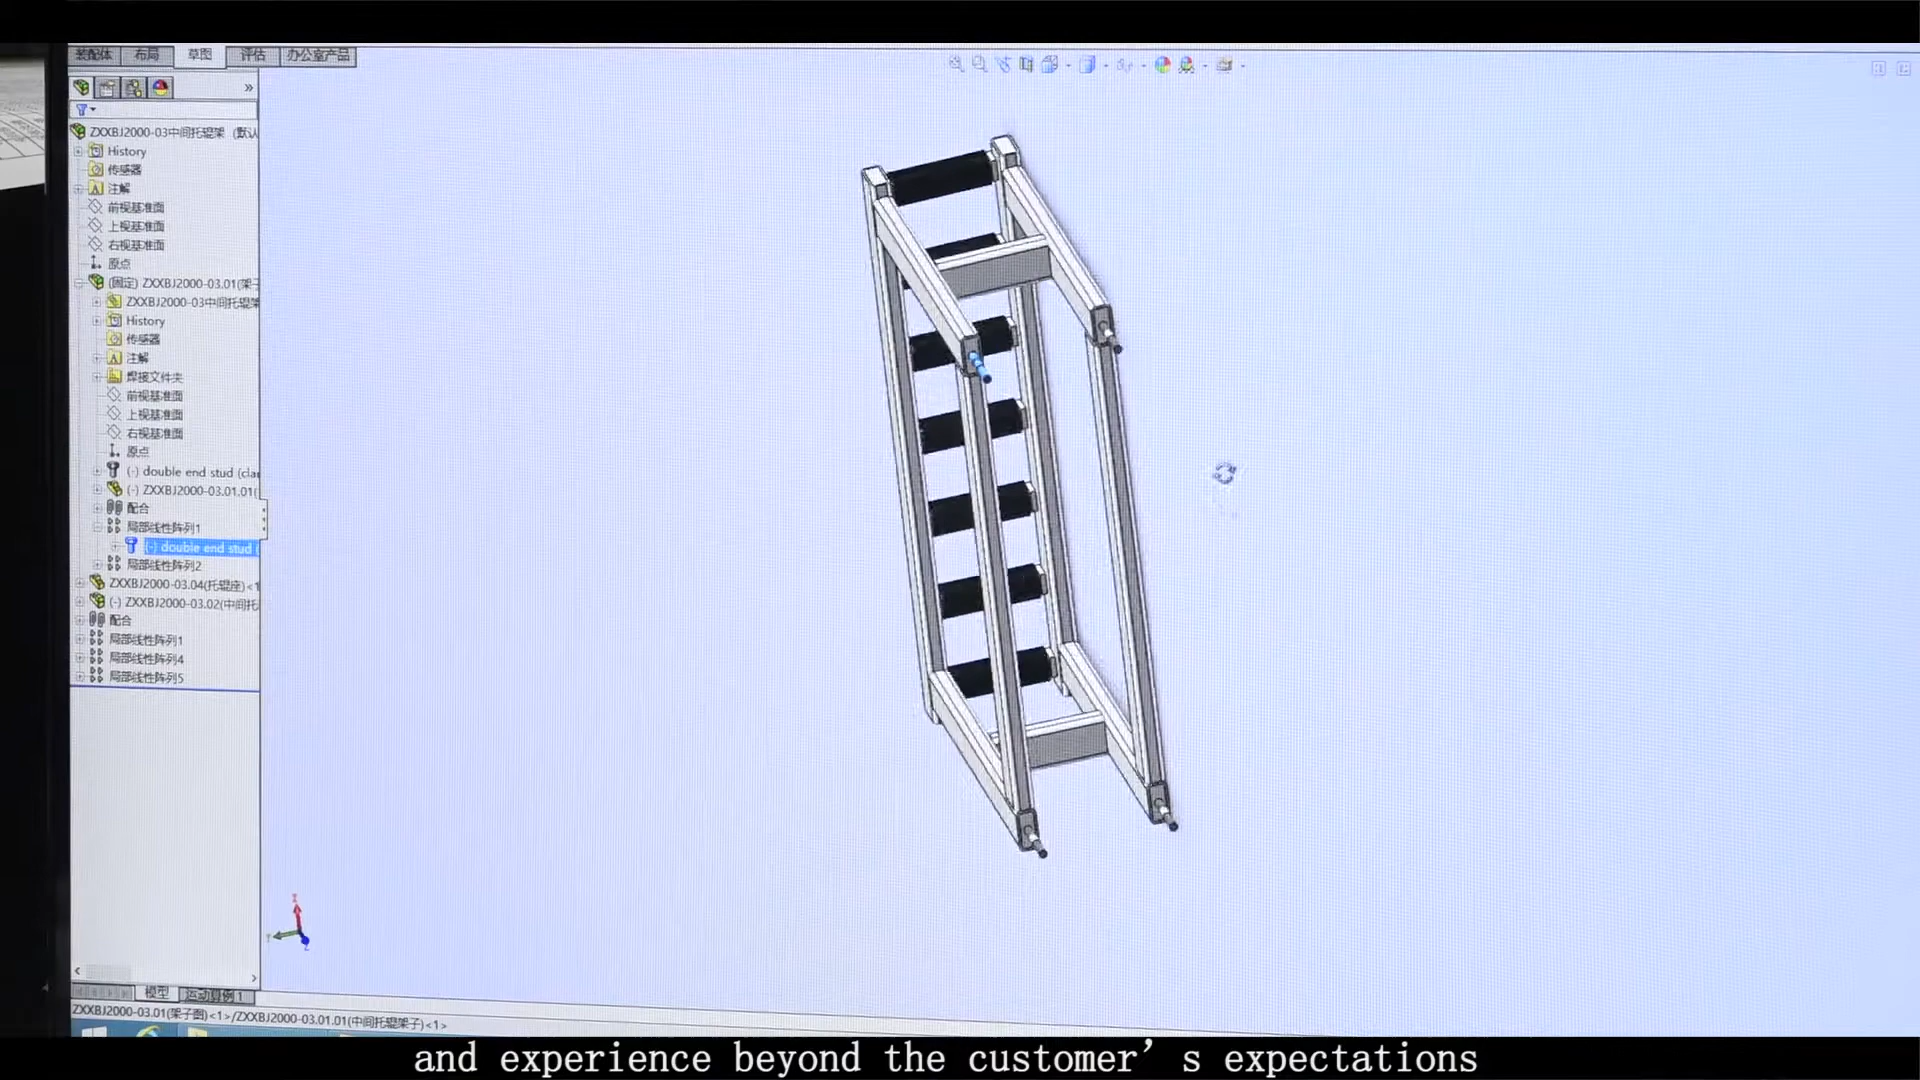 装配体 布局 草图 评估 办公室产品
ZXXBJ2000-03中间托辊架 (默认
History
传感器
注解
前视基准面
上视基准面
右视基准面
原点
(固定) ZXXBJ2000-03.01(架子
ZXXBJ2000-03中间托辊架
History
传感器
注解
焊接文件夹
前视基准面
上视基准面
右视基准面
原点
(-) double end stud (clar
(-) ZXXBJ2000-03.01.01(
配合
局部线性阵列1
(-) double end stud (
局部线性阵列2
ZXXBJ2000-03.04(托辊座)<1
(-) ZXXBJ2000-03.02(中间托
配合
局部线性阵列1
局部线性阵列4
局部线性阵列5
模型 运动算例 1
ZXXBJ2000-03.01(架子图)<1>/ZXXBJ2000-03.01.01(中间托辊架子)<1>
and experience beyond the customer’s expectations